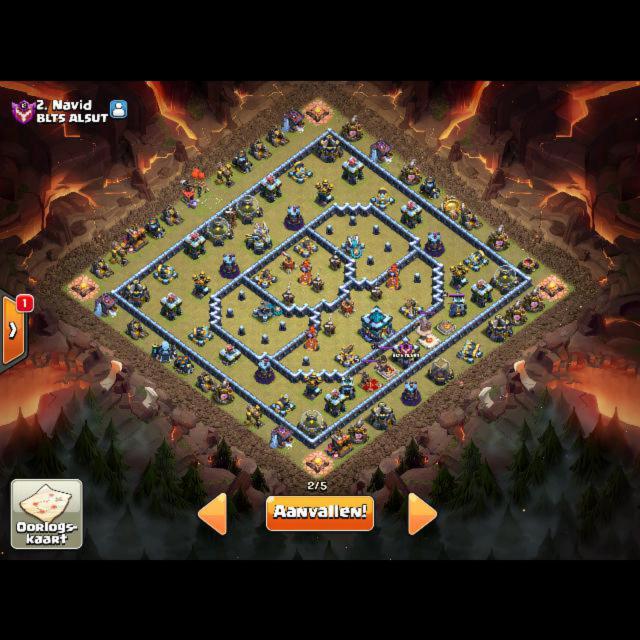 2. Navid
BLTS ALSUT
1
2/5
Aanvallen!
Oorlogs-
kaart